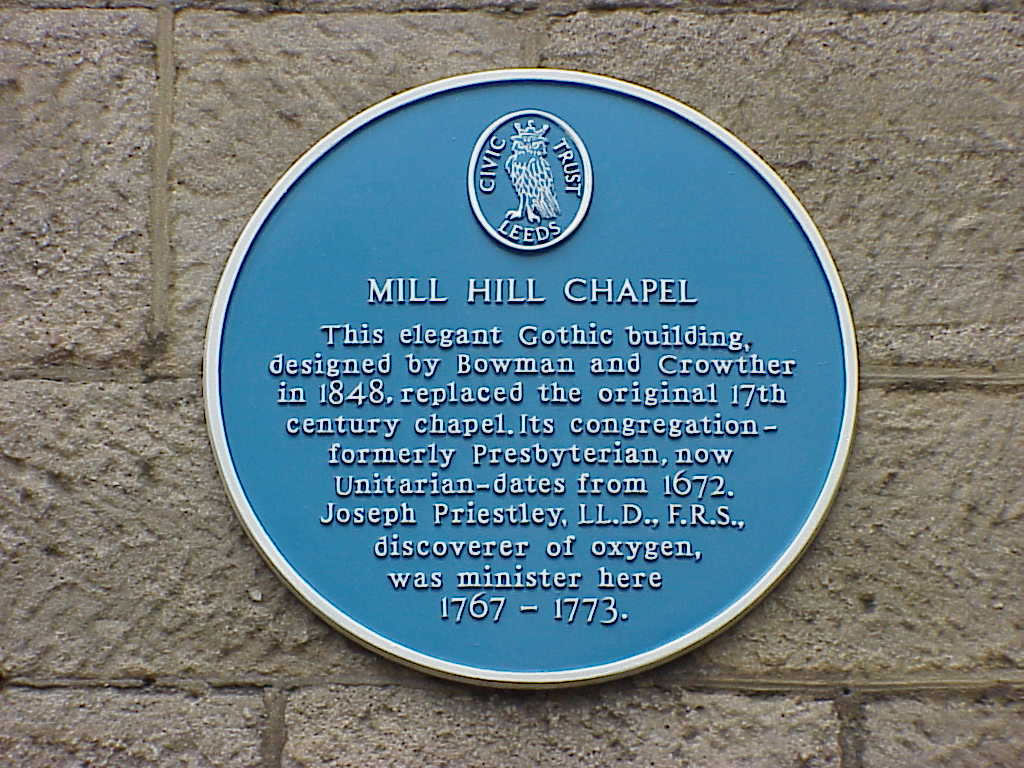 CIVIC TRUST
LEEDS
MILL HILL CHAPEL
This elegant Gothic building,
designed by Bowman and Crowther
in 1848, replaced the original 17th
century chapel. Its congregation-
formerly Presbyterian, now
Unitarian-dates from 1672.
Joseph Priestley, LL.D., F.R.S.,
discoverer of oxygen,
was minister here
1767 - 1773.